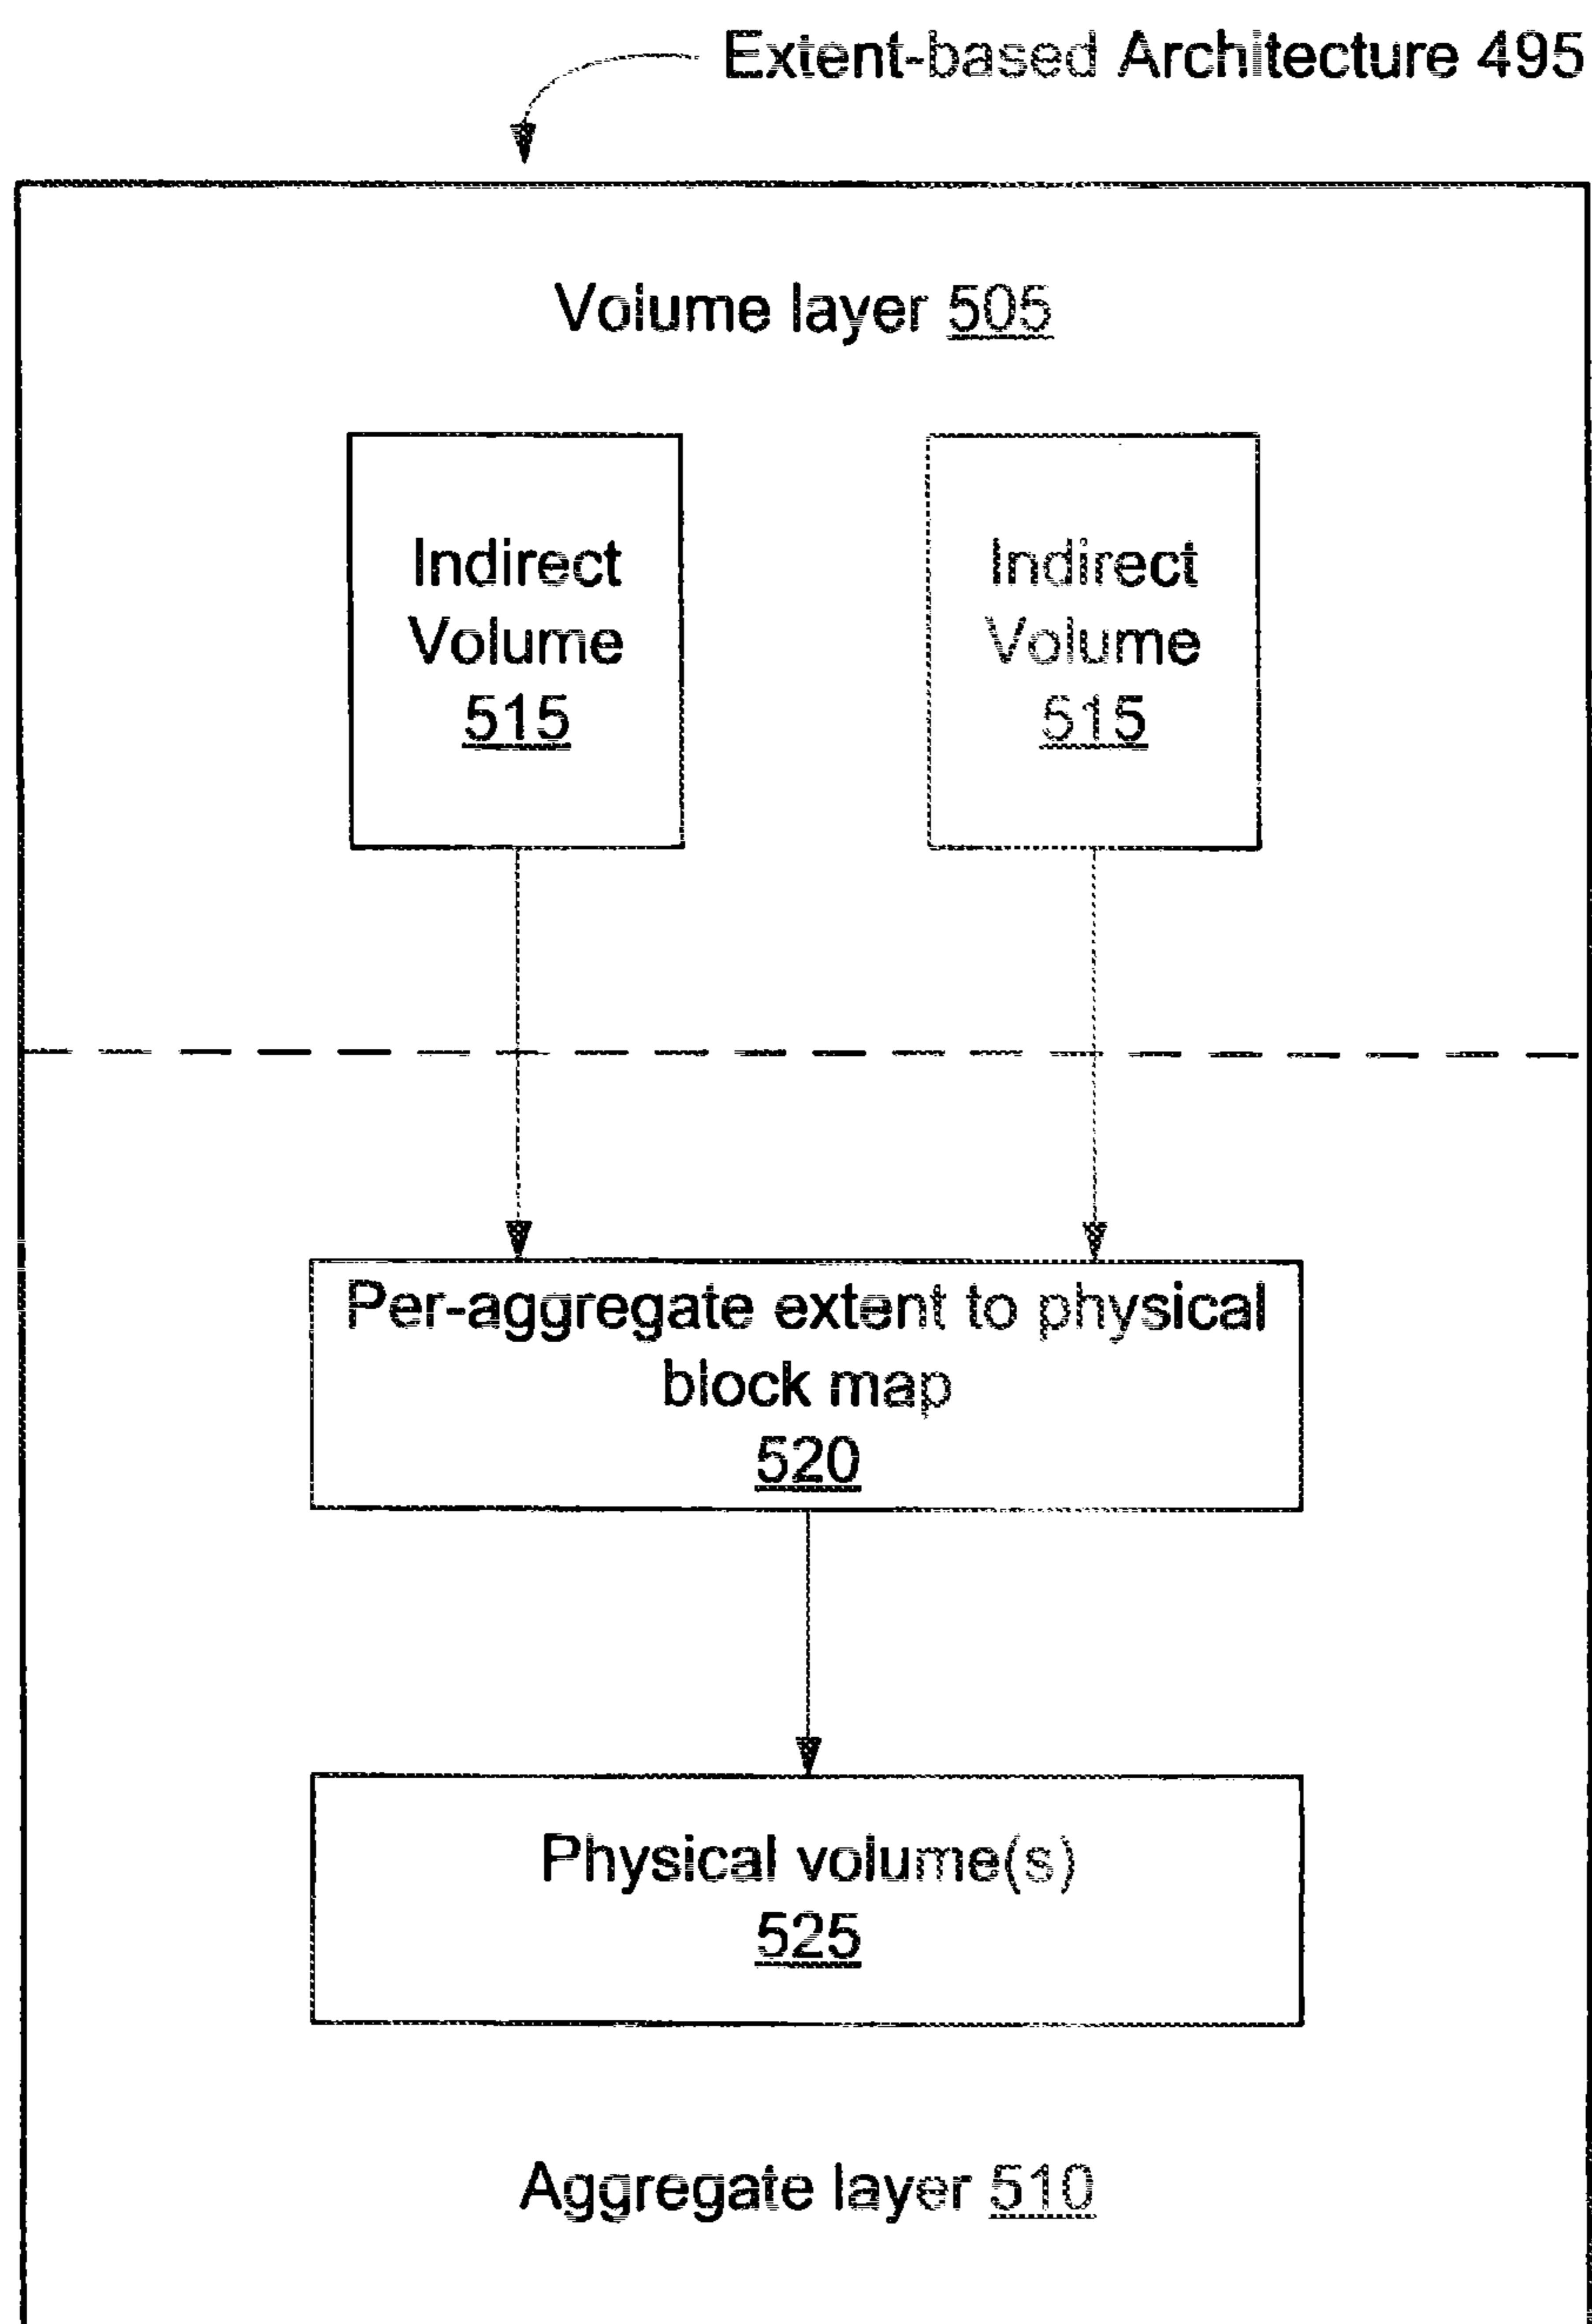 Extent-based Architecture 495
Volume layer 505
Indirect
Volume
515
Indirect
Volume
515
Per-aggregate extent to physical
block map
520
Physical volume(s)
525
Aggregate layer 510